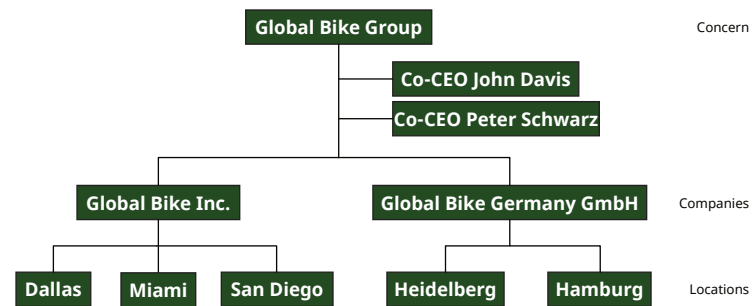 Global Bike Group
Concern
Co-CEO John Davis
Co-CEO Peter Schwarz
Global Bike Inc.
Global Bike Germany GmbH
Companies
Dallas
Miami
San Diego
Heidelberg
Hamburg
Locations